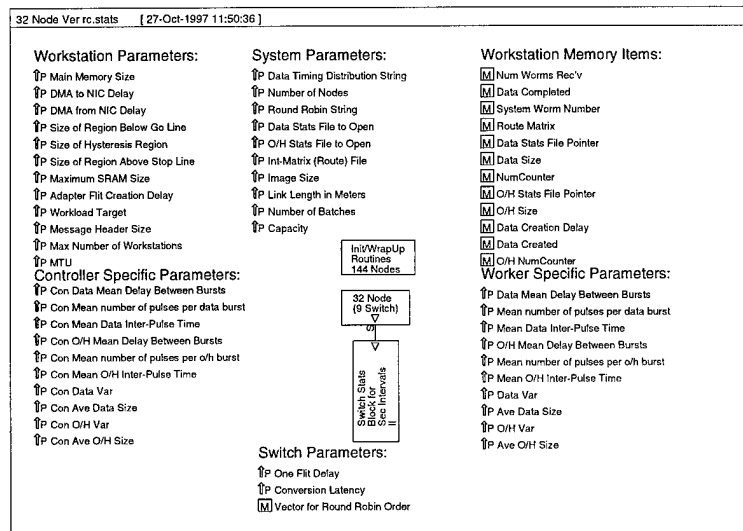 32 Node Ver rc.stats [ 27-Oct-1997 11:50:36 ]
Workstation Parameters:
⇑P Main Memory Size
⇑P DMA to NIC Delay
⇑P DMA from NIC Delay
⇑P Size of Region Below Go Line
⇑P Size of Hysteresis Region
⇑P Size of Region Above Stop Line
⇑P Maximum SRAM Size
⇑P Adapter Flit Creation Delay
⇑P Workload Target
⇑P Message Header Size
⇑P Max Number of Workstations
⇑P MTU
Controller Specific Parameters:
⇑P Con Data Mean Delay Between Bursts
⇑P Con Mean number of pulses per data burst
⇑P Con Mean Data Inter-Pulse Time
⇑P Con O/H Mean Delay Between Bursts
⇑P Con Mean number of pulses per o/h burst
⇑P Con Mean O/H Inter-Pulse Time
⇑P Con Data Var
⇑P Con Ave Data Size
⇑P Con O/H Var
⇑P Con Ave O/H Size
System Parameters:
⇑P Data Timing Distribution String
⇑P Number of Nodes
⇑P Round Robin String
⇑P Data Stats File to Open
⇑P O/H Stats File to Open
⇑P Int-Matrix (Route) File
⇑P Image Size
⇑P Link Length in Meters
⇑P Number of Batches
⇑P Capacity
Init/WrapUp
Routines
144 Nodes
32 Node
(9 Switch)
S
Switch Stats
Block for
Sec Intervals
II
Switch Parameters:
⇑P One Flit Delay
⇑P Conversion Latency
M Vector for Round Robin Order
Workstation Memory Items:
M Num Worms Rec'v
M Data Completed
M System Worm Number
M Route Matrix
M Data Stats File Pointer
M Data Size
M NumCounter
M O/H Stats File Pointer
M O/H Size
M Data Creation Delay
M Data Created
M O/H NumCounter
Worker Specific Parameters:
⇑P Data Mean Delay Between Bursts
⇑P Mean number of pulses per data burst
⇑P Mean Data Inter-Pulse Time
⇑P O/H Mean Delay Between Bursts
⇑P Mean number of pulses per o/h burst
⇑P Mean O/H Inter-Pulse Time
⇑P Data Var
⇑P Ave Data Size
⇑P O/H Var
⇑P Ave O/H Size